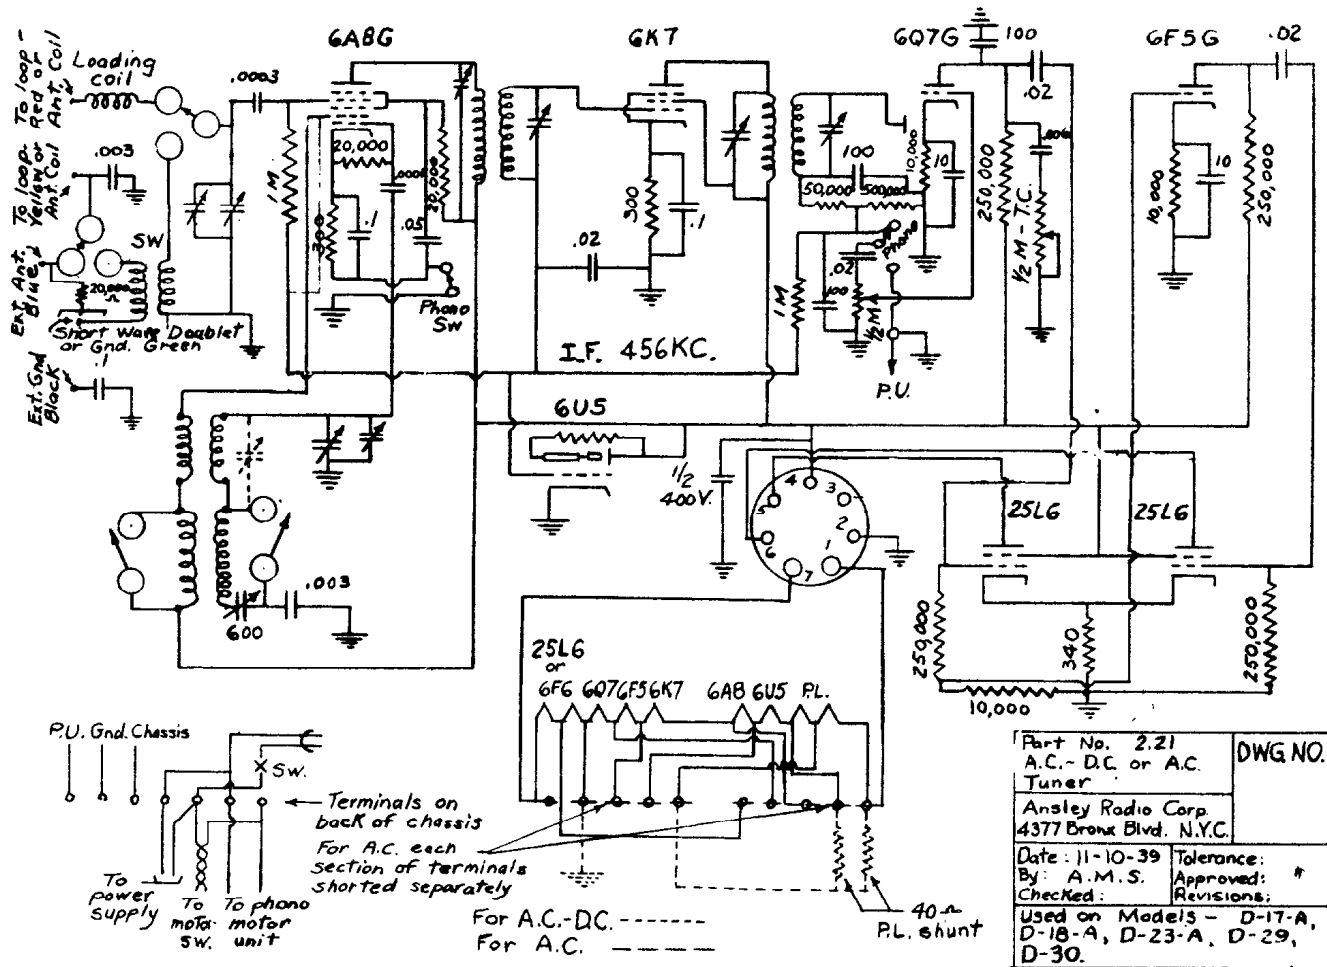 6A8G
6K7
6Q7G
100
6F5G
.02
To loop -
Red or
Ant. Coil
Loading
coil
.0003
.02
To loop-
Yellow or
Ant. Coil
.003
20,000
100
10,000
10
250,000
.006
10,000
10
250,000
1M
20,000
300
.1
50,000
500,000
SW
.05
300
.1
Phono
½ M - T.C.
Ext. Ant.
Blue
20,000
Ω
.02
.02
100
1M
½ M
Short Wave Doublet
or Gnd. Green
Phono
SW
I.F. 456KC.
P.U.
Ext. Gnd
Black
.1
6U5
1/2
400V.
4
3
5
2
6
1
7
25L6
25L6
.003
600
250,000
340
250,000
10,000
25L6
or
6F6 6Q7 6F5 6K7 6A8 6U5 P.L.
P.U. Gnd. Chassis
Sw.
Terminals on
back of chassis
For A.C. each
section of terminals
shorted separately
To
power
supply
To
motor
SW.
To phono
motor
unit
For A.C.-D.C.
For A.C.
40Ω
P.L. shunt
Part No. 2.21
A.C.- D.C. or A.C.
Tuner
DWG NO.
Ansley Radio Corp.
4377 Bronx Blvd. N.Y.C.
Date: 11-10-39
By: A.M.S.
Checked:
Tolerance:
Approved:
Revisions:
Used on Models - D-17-A,
D-18-A, D-23-A, D-29,
D-30.